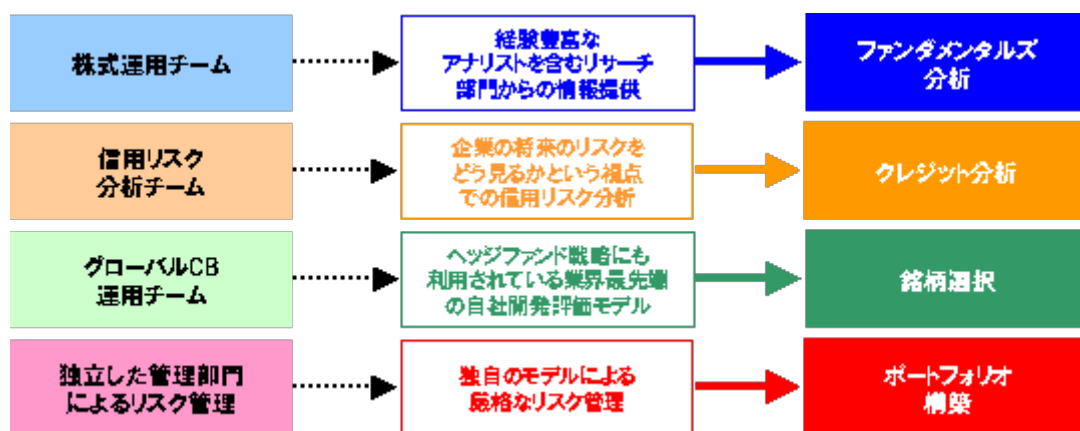 株式運用チーム
経験豊富な
アナリストを含むリサーチ
部門からの情報提供
ファンダメンタルズ
分析
信用リスク
分析チーム
企業の将来のリスクを
どう見るかという視点
での信用リスク分析
クレジット分析
グローバルCB
運用チーム
ヘッジファンド戦略にも
利用されている業界最先端
の自社開発評価モデル
銘柄選択
独立した管理部門
によるリスク管理
独自のモデルによる
厳格なリスク管理
ポートフォリオ
構築